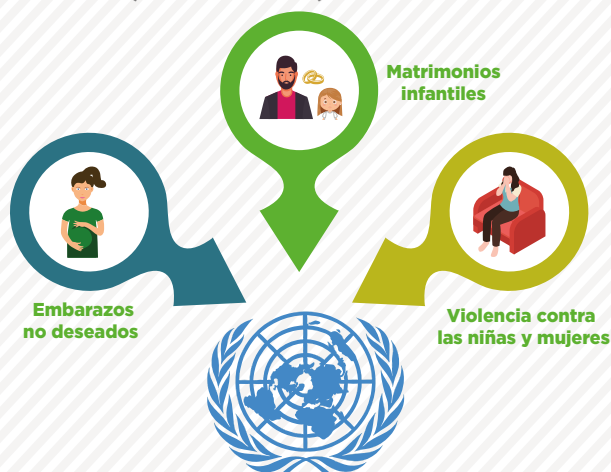 Matrimonios
infantiles
Embarazos
no deseados
Violencia contra
las niñas y mujeres